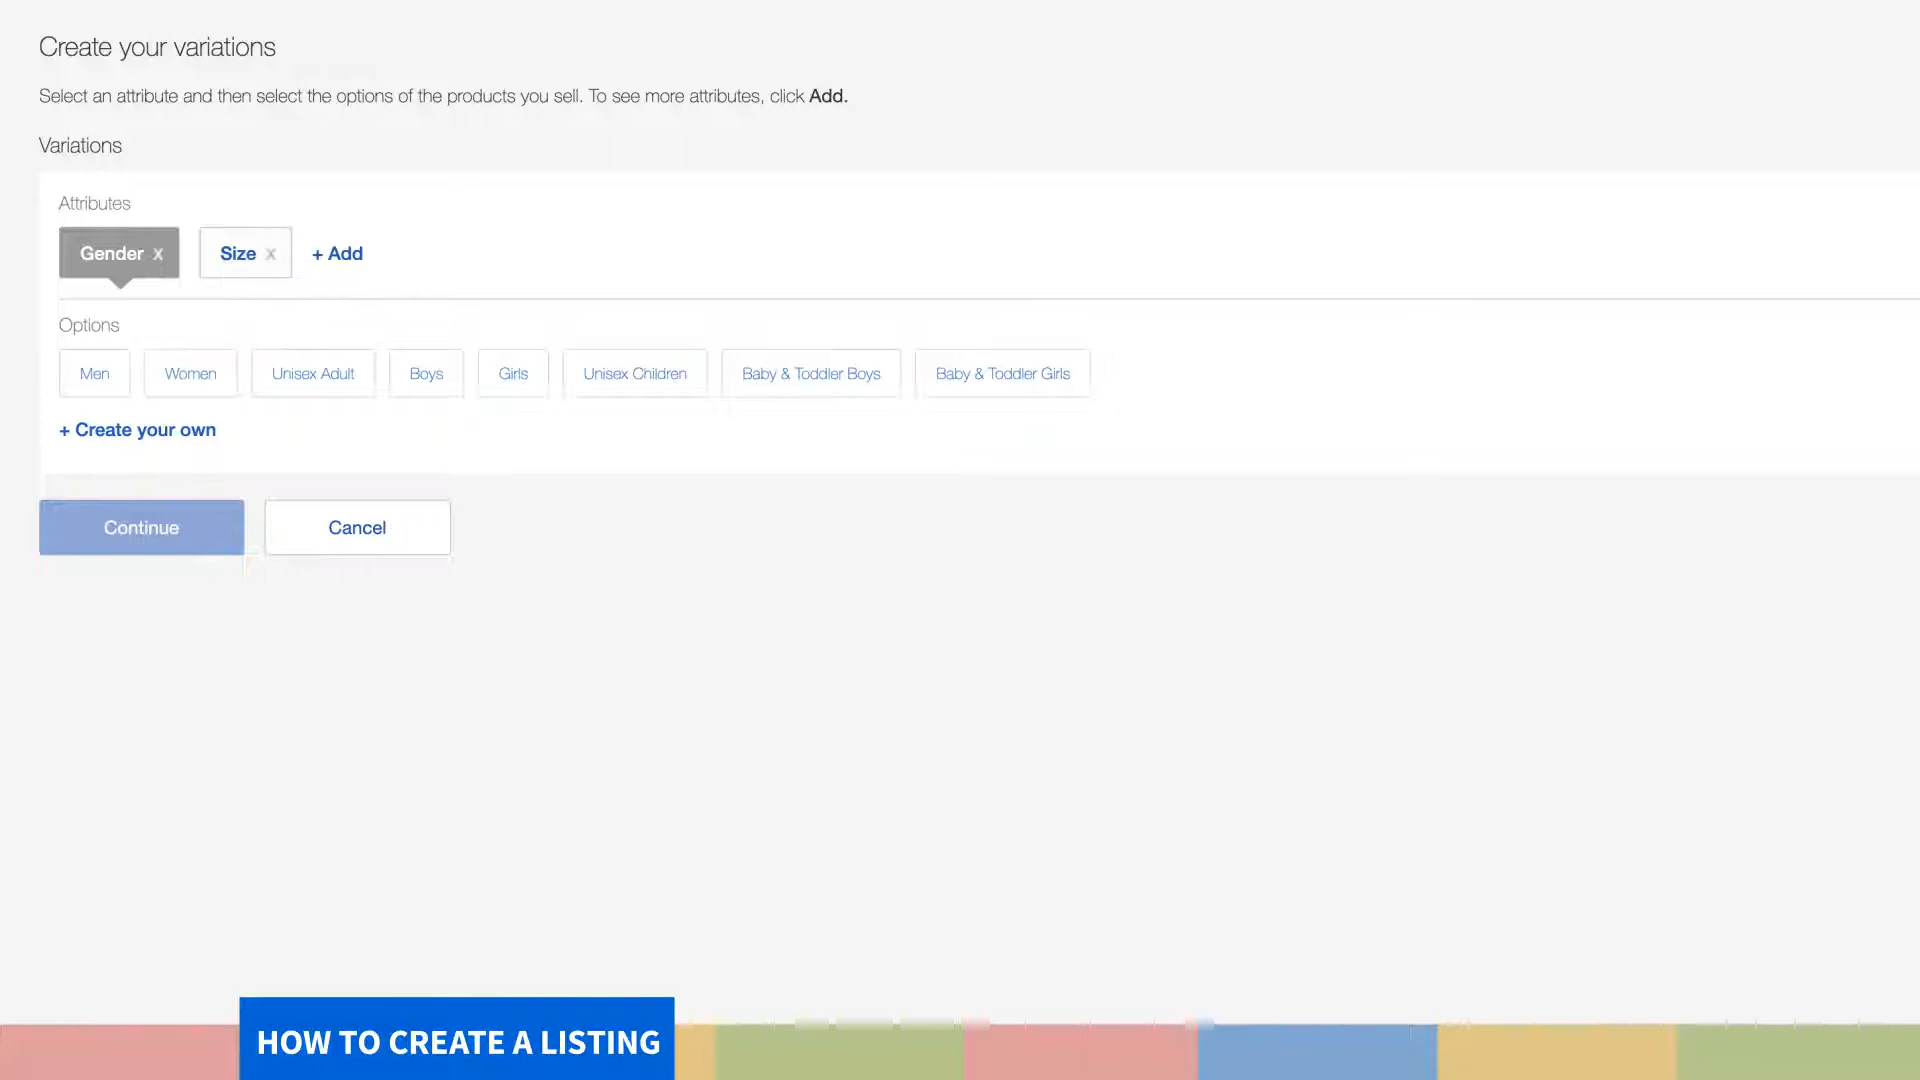 Create your variations
Select an attribute and then select the options of the products you sell. To see more attributes, click Add.
Variations
Attributes
Gender x Size x + Add
Options
Men Women Unisex Adult Boys Girls Unisex Children Baby & Toddler Boys Baby & Toddler Girls
+ Create your own
Continue Cancel
HOW TO CREATE A LISTING